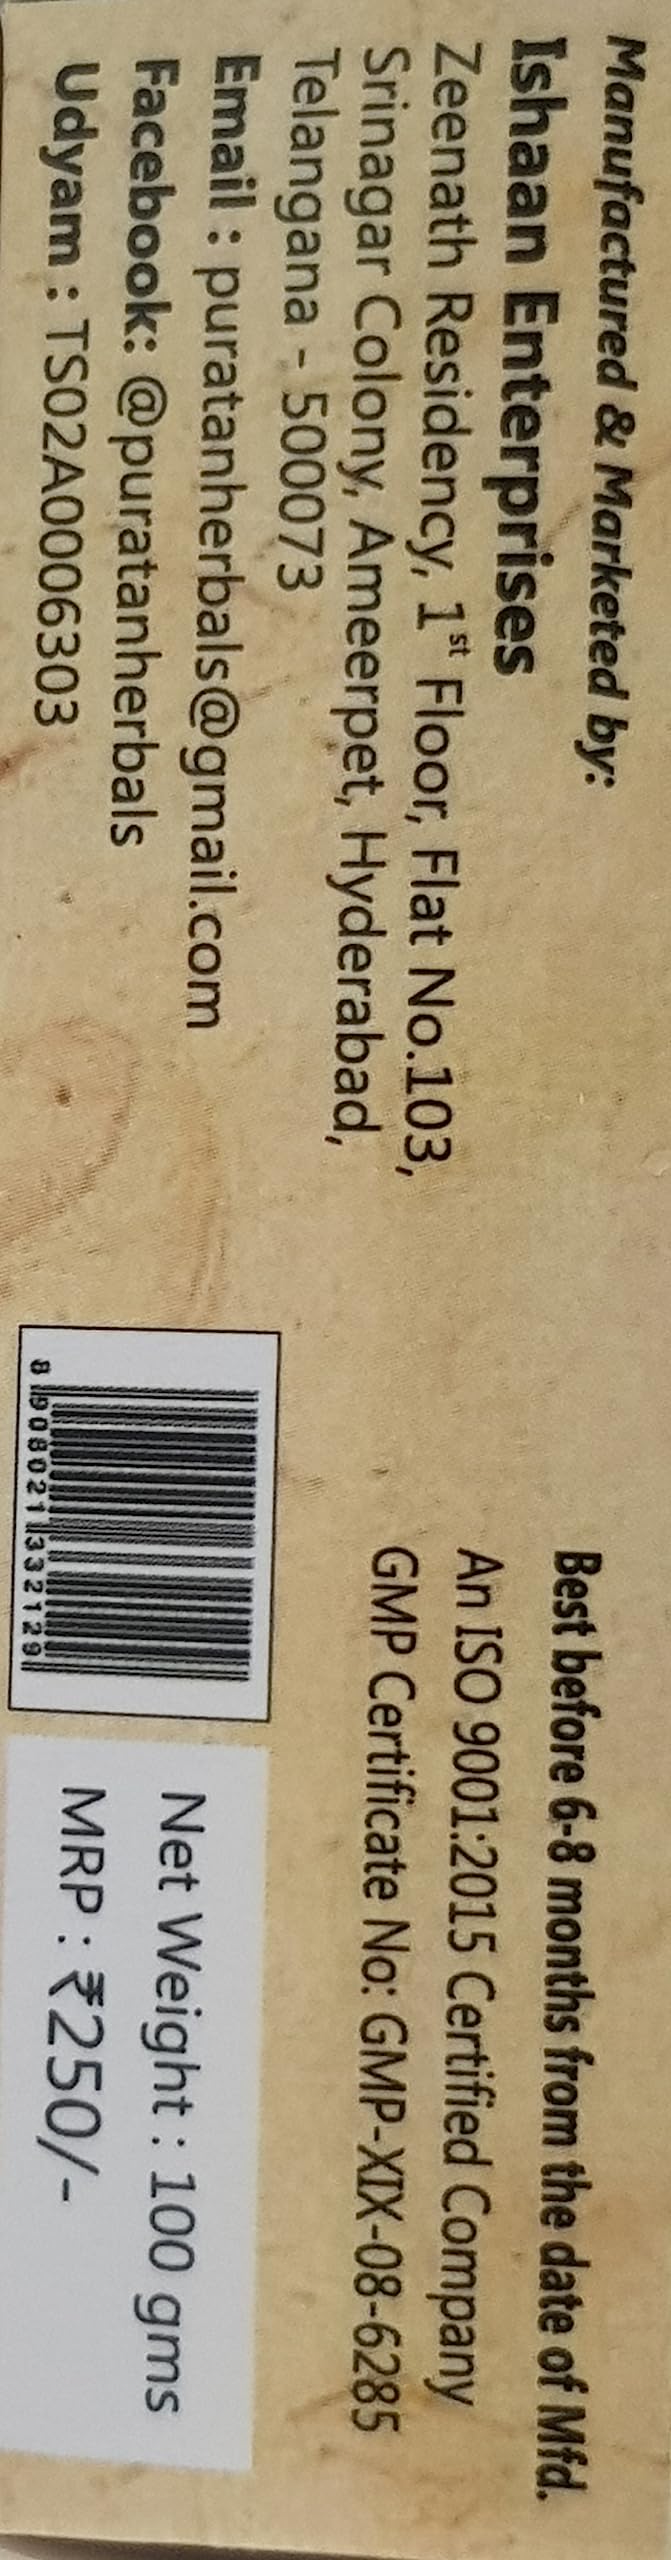 Manufactured & Marketed by:
Ishaan Enterprises
Zeenath Residency, 1st Floor, Flat No.103,
Srinagar Colony, Ameerpet, Hyderabad,
Telangana - 500073
Email : puratanherbals@gmail.com
Facebook: @puratanherbals
Udyam : TS02A0006303
Best before 6-8 months from the date of Mfd.
An ISO 9001:2015 Certified Company
GMP Certificate No: GMP-XIX-08-6285
8 908021 332129
Net Weight : 100 gms
MRP : ₹250/-